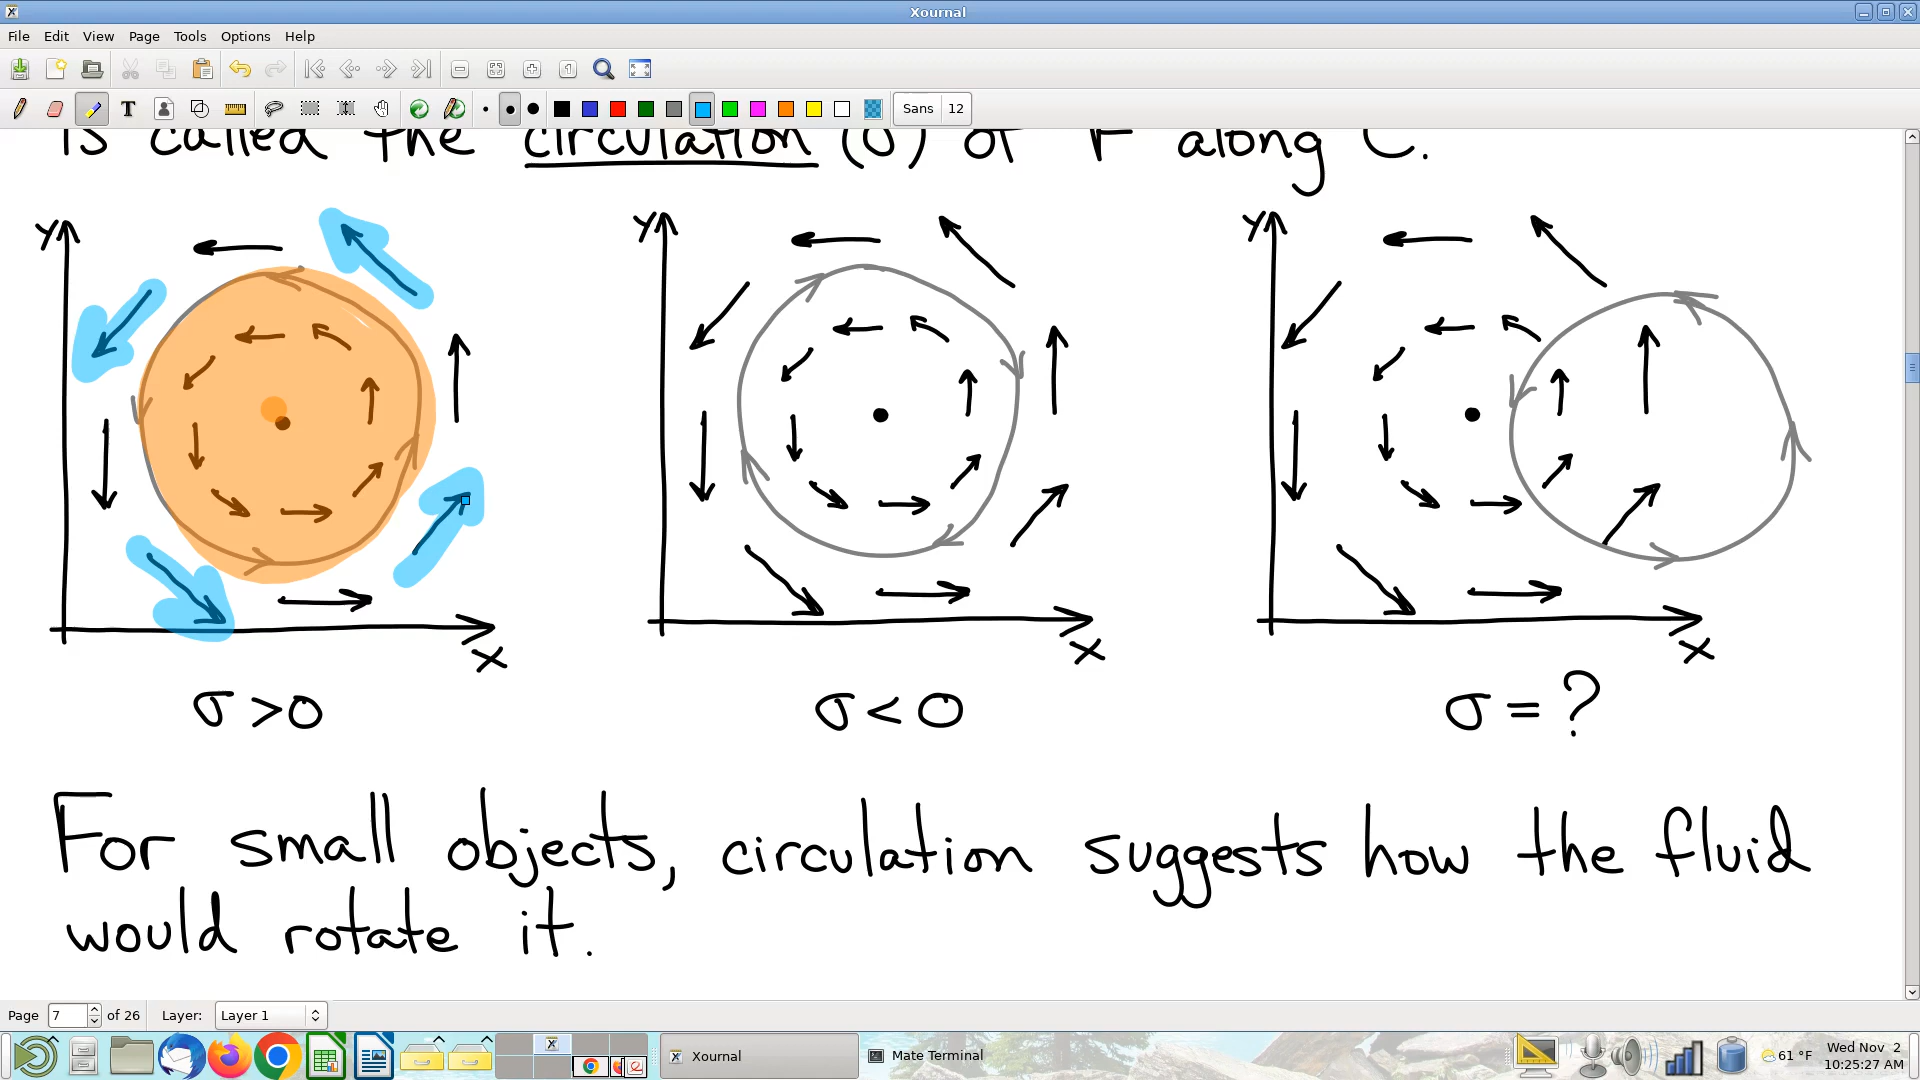 Xournal
File Edit View Page Tools Options Help
Sans 12
is called the circulation (σ) of F along C.
y y y
x x x
σ > 0 σ < 0 σ = ?
For small objects, circulation suggests how the fluid
would rotate it.
Page 7 of 26 Layer: Layer 1
Xournal Mate Terminal 61 °F Wed Nov 2
10:25:27 AM